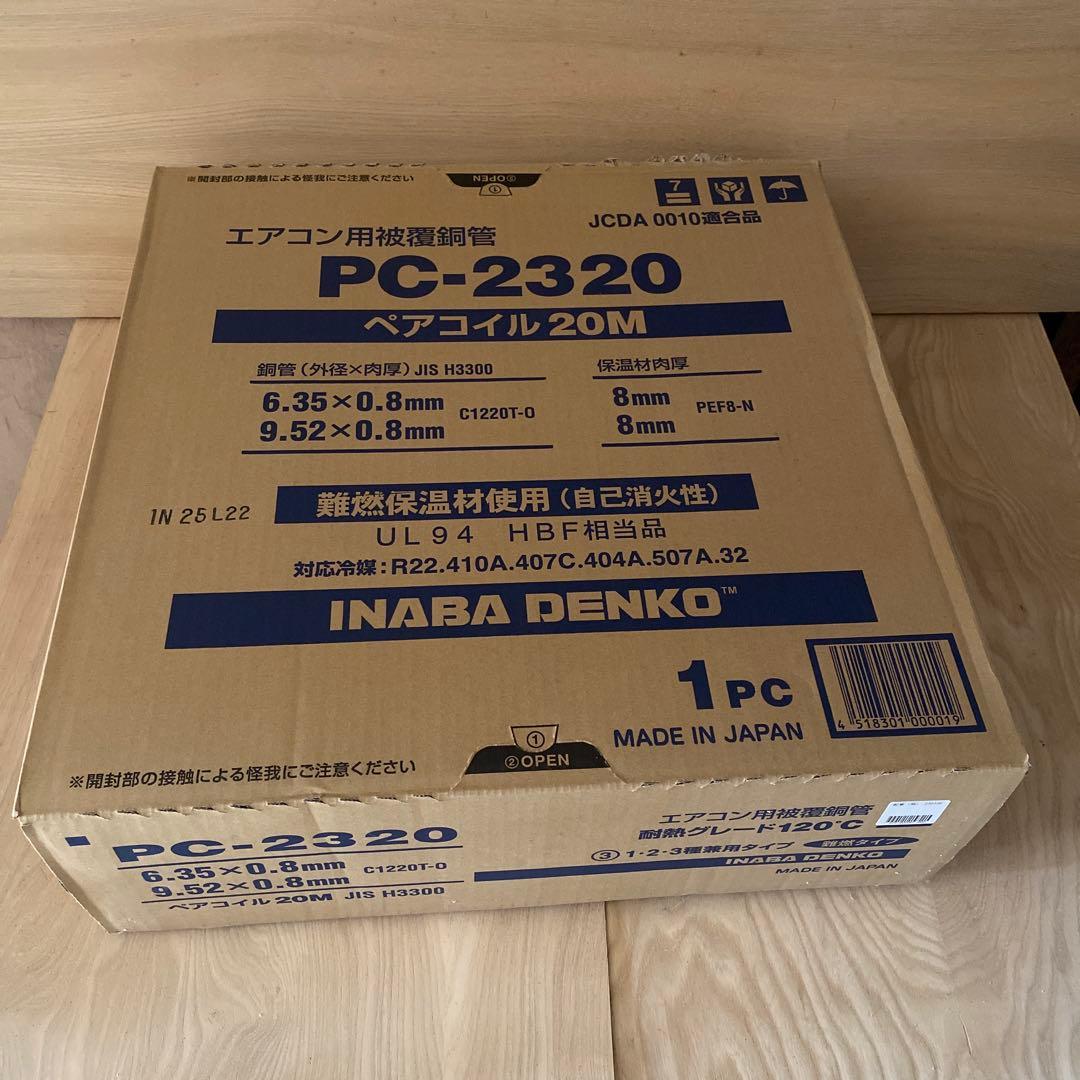 ※開封部の接触による怪我にご注意ください
②OPEN
①
7
JCDA 0010適合品
エアコン用被覆銅管
PC-2320
ペアコイル 20M
銅管(外径×肉厚)JIS H3300
保温材肉厚
6.35×0.8mm
9.52×0.8mm
C1220T-O
8mm
8mm
PEF8-N
1N 25 L22
難燃保温材使用(自己消火性)
UL94 HBF相当品
対応冷媒:R22.410A.407C.404A.507A.32
INABA DENKO™
1PC
MADE IN JAPAN
4 518301 000019
①
②OPEN
※開封部の接触による怪我にご注意ください
PC-2320
6.35×0.8mm
9.52×0.8mm
C1220T-O
ペアコイル 20M JIS H3300
エアコン用被覆銅管
耐熱グレード120℃
③ 1・2・3種兼用タイプ 難燃タイプ
INABA DENKO
MADE IN JAPAN